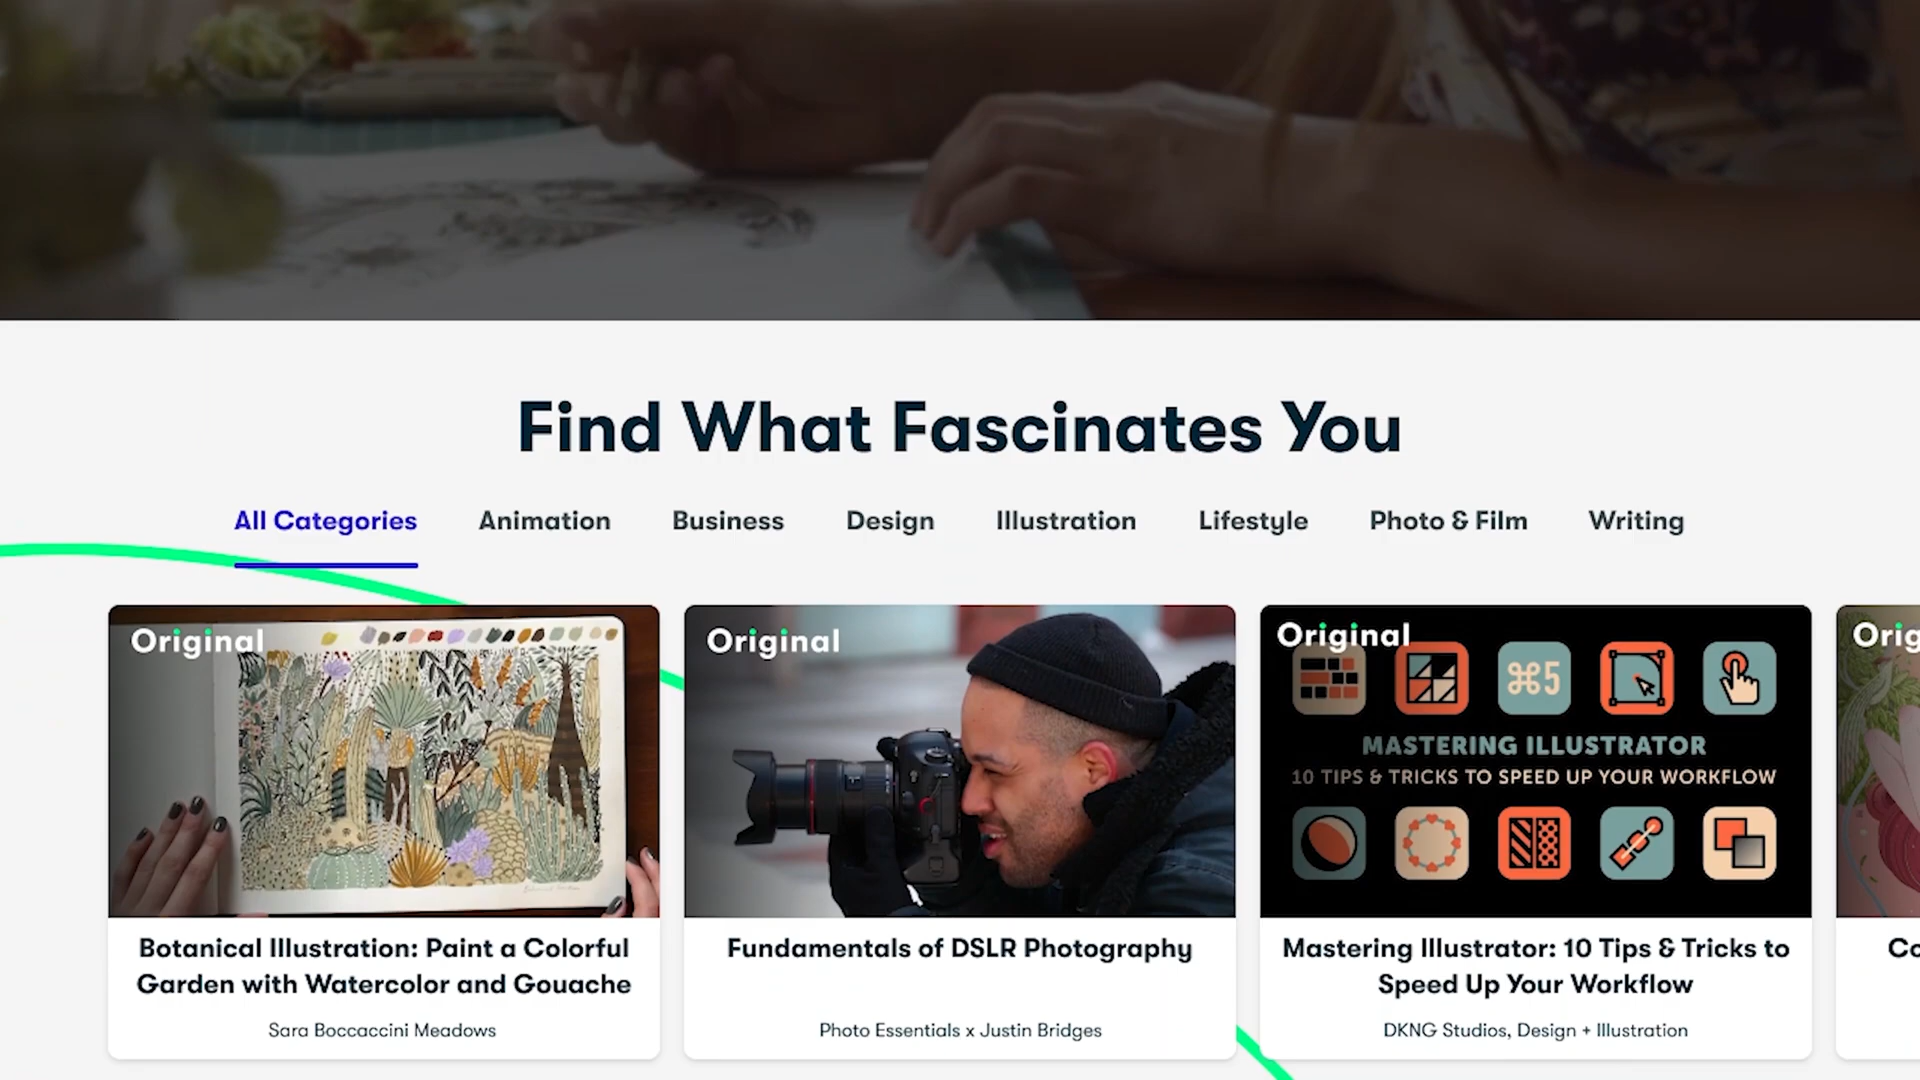 Find What Fascinates You
All Categories Animation Business Design Illustration Lifestyle Photo & Film Writing
Original
Botanical Illustration: Paint a Colorful
Garden with Watercolor and Gouache
Sara Boccaccini Meadows
Original
Fundamentals of DSLR Photography
Photo Essentials x Justin Bridges
Original
⌘5
MASTERING ILLUSTRATOR
10 TIPS & TRICKS TO SPEED UP YOUR WORKFLOW
Mastering Illustrator: 10 Tips & Tricks to
Speed Up Your Workflow
DKNG Studios, Design + Illustration
Orig
Co